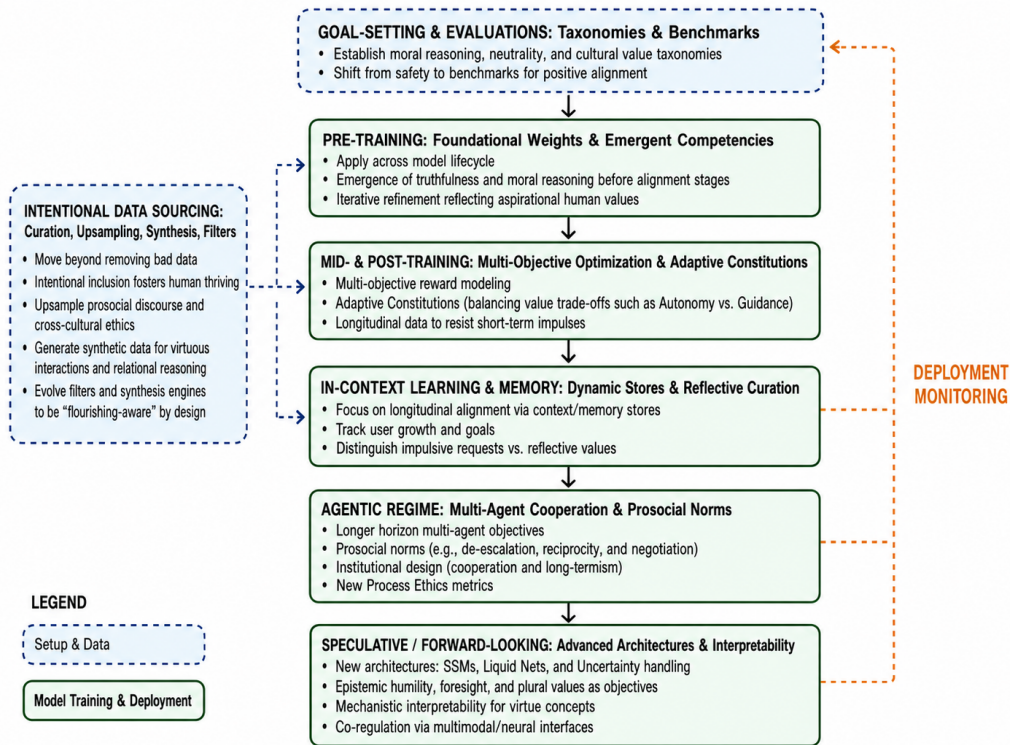 GOAL-SETTING & EVALUATIONS: Taxonomies & Benchmarks
• Establish moral reasoning, neutrality, and cultural value taxonomies
• Shift from safety to benchmarks for positive alignment
PRE-TRAINING: Foundational Weights & Emergent Competencies
• Apply across model lifecycle
• Emergence of truthfulness and moral reasoning before alignment stages
• Iterative refinement reflecting aspirational human values
INTENTIONAL DATA SOURCING:
Curation, Upsampling, Synthesis, Filters
• Move beyond removing bad data
• Intentional inclusion fosters human thriving
• Upsample prosocial discourse and
cross-cultural ethics
• Generate synthetic data for virtuous
interactions and relational reasoning
• Evolve filters and synthesis engines
to be “flourishing-aware” by design
MID- & POST-TRAINING: Multi-Objective Optimization & Adaptive Constitutions
• Multi-objective reward modeling
• Adaptive Constitutions (balancing value trade-offs such as Autonomy vs. Guidance)
• Longitudinal data to resist short-term impulses
IN-CONTEXT LEARNING & MEMORY: Dynamic Stores & Reflective Curation
• Focus on longitudinal alignment via context/memory stores
• Track user growth and goals
• Distinguish impulsive requests vs. reflective values
DEPLOYMENT
MONITORING
AGENTIC REGIME: Multi-Agent Cooperation & Prosocial Norms
• Longer horizon multi-agent objectives
• Prosocial norms (e.g., de-escalation, reciprocity, and negotiation)
• Institutional design (cooperation and long-termism)
• New Process Ethics metrics
SPECULATIVE / FORWARD-LOOKING: Advanced Architectures & Interpretability
• New architectures: SSMs, Liquid Nets, and Uncertainty handling
• Epistemic humility, foresight, and plural values as objectives
• Mechanistic interpretability for virtue concepts
• Co-regulation via multimodal/neural interfaces
LEGEND
Setup & Data
Model Training & Deployment